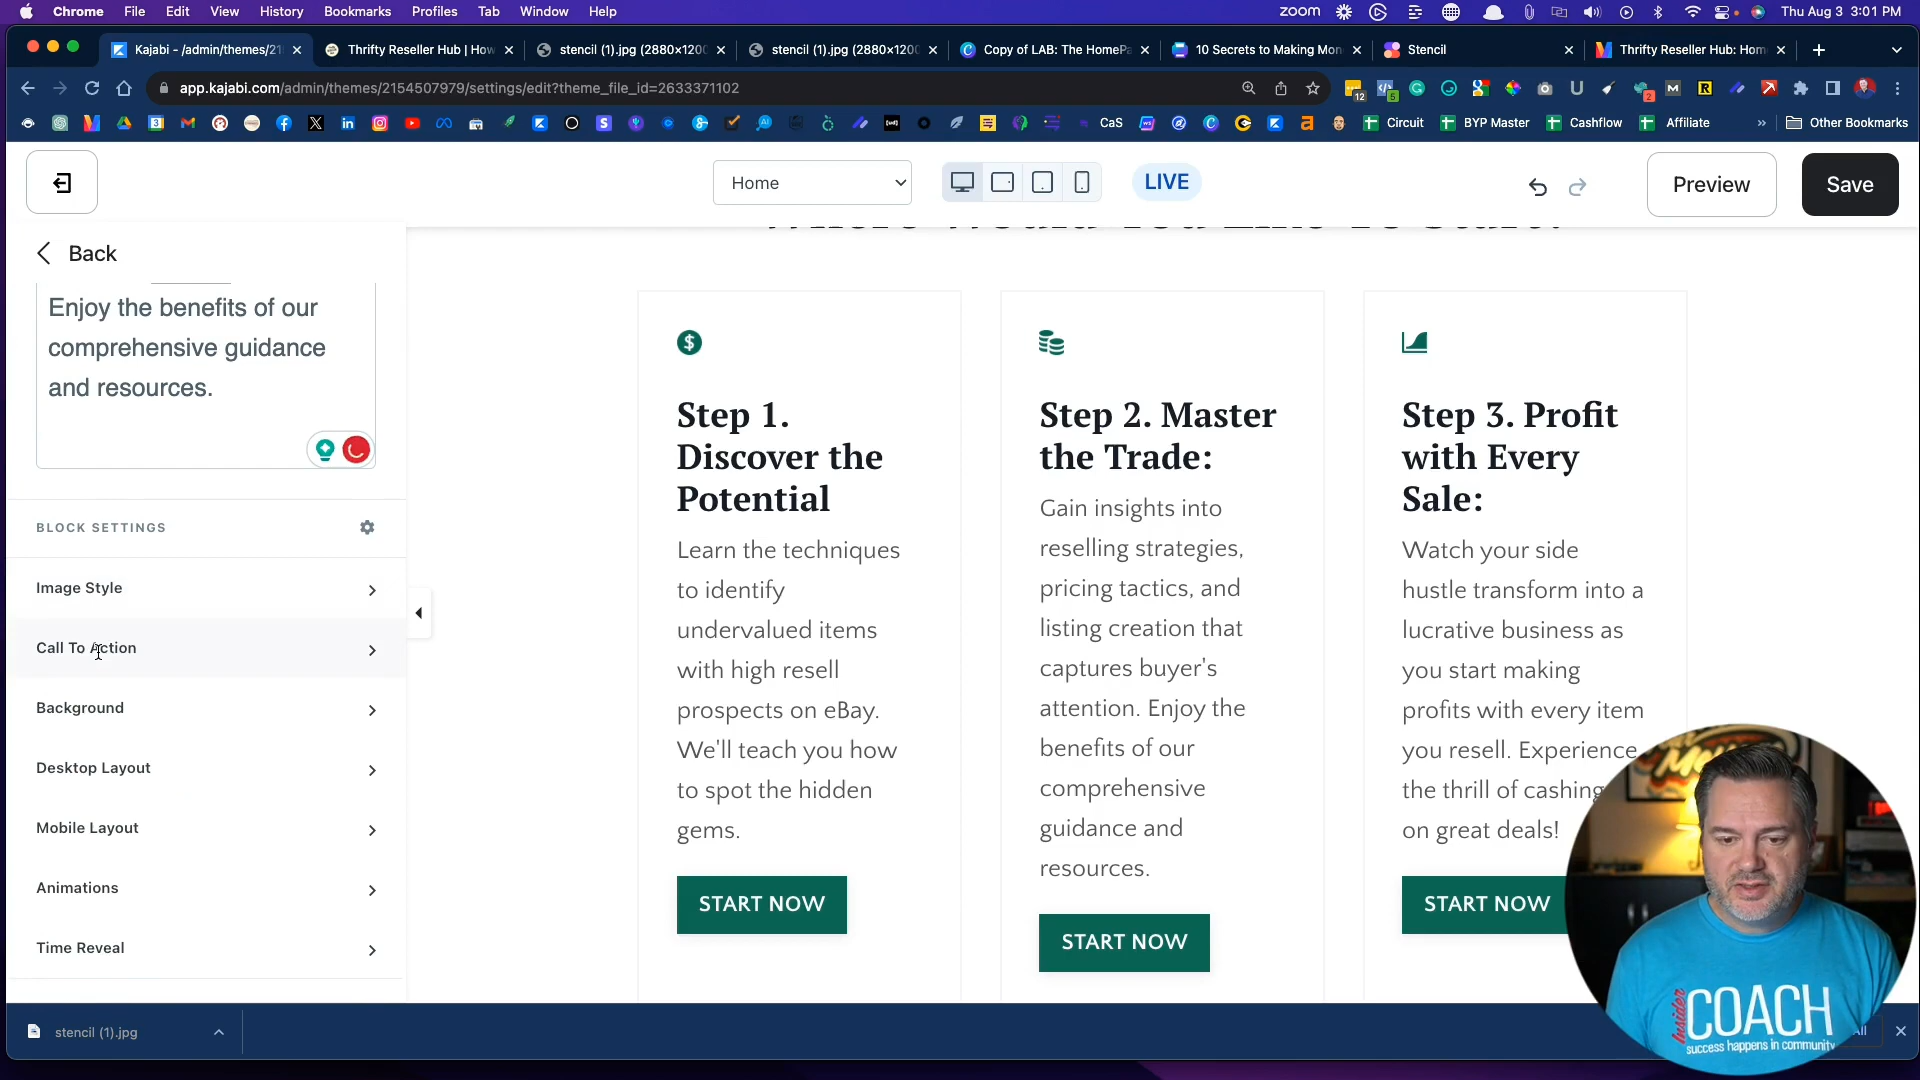 Chrome File Edit View History Bookmarks Profiles Tab Window Help
zoom Thu Aug 3 3:01 PM
Kajabi - /admin/themes/21
Thrifty Reseller Hub | How
stencil (1).jpg (2880×1200
stencil (1).jpg (2880×1200
Copy of LAB: The HomePa
10 Secrets to Making Mon
Stencil
Thrifty Reseller Hub: Hom
app.kajabi.com/admin/themes/2154507979/settings/edit?theme_file_id=2633371102
12
5
2
CaS
Circuit
BYP Master
Cashflow
Affiliate
Other Bookmarks
Home
LIVE
Preview
Save
Back
Enjoy the benefits of our
comprehensive guidance
and resources.
BLOCK SETTINGS
Image Style
Call To Action
Background
Desktop Layout
Mobile Layout
Animations
Time Reveal
Step 1.
Discover the
Potential
Learn the techniques
to identify
undervalued items
with high resell
prospects on eBay.
We'll teach you how
to spot the hidden
gems.
START NOW
Step 2. Master
the Trade:
Gain insights into
reselling strategies,
pricing tactics, and
listing creation that
captures buyer's
attention. Enjoy the
benefits of our
comprehensive
guidance and
resources.
START NOW
Step 3. Profit
with Every
Sale:
Watch your side
hustle transform into a
lucrative business as
you start making
profits with every item
you resell. Experience
the thrill of cashing
on great deals!
START NOW
stencil (1).jpg
Insider
COACH
success happens in community